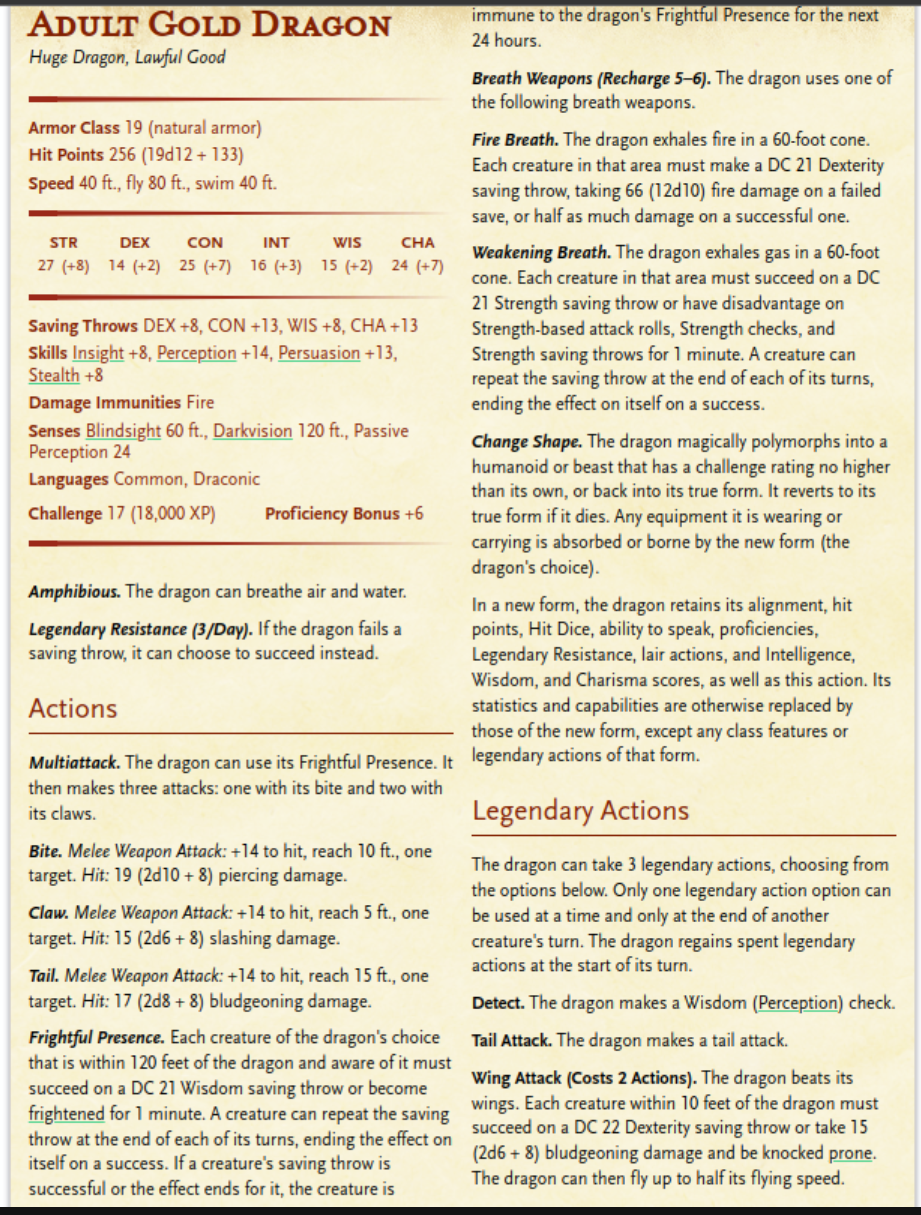 ADULT GOLD DRAGON
Huge Dragon, Lawful Good
Armor Class 19 (natural armor)
Hit Points 256 (19d12 + 133)
Speed 40 ft., fly 80 ft., swim 40 ft.
STR DEX CON INT WIS CHA
27 (+8) 14 (+2) 25 (+7) 16 (+3) 15 (+2) 24 (+7)
Saving Throws DEX +8, CON +13, WIS +8, CHA +13
Skills Insight +8, Perception +14, Persuasion +13,
Stealth +8
Damage Immunities Fire
Senses Blindsight 60 ft., Darkvision 120 ft., Passive
Perception 24
Languages Common, Draconic
Challenge 17 (18,000 XP) Proficiency Bonus +6
Amphibious. The dragon can breathe air and water.
Legendary Resistance (3/Day). If the dragon fails a
saving throw, it can choose to succeed instead.
Actions
Multiattack. The dragon can use its Frightful Presence. It
then makes three attacks: one with its bite and two with
its claws.
Bite. Melee Weapon Attack: +14 to hit, reach 10 ft., one
target. Hit: 19 (2d10 + 8) piercing damage.
Claw. Melee Weapon Attack: +14 to hit, reach 5 ft., one
target. Hit: 15 (2d6 + 8) slashing damage.
Tail. Melee Weapon Attack: +14 to hit, reach 15 ft., one
target. Hit: 17 (2d8 + 8) bludgeoning damage.
Frightful Presence. Each creature of the dragon's choice
that is within 120 feet of the dragon and aware of it must
succeed on a DC 21 Wisdom saving throw or become
frightened for 1 minute. A creature can repeat the saving
throw at the end of each of its turns, ending the effect on
itself on a success. If a creature's saving throw is
successful or the effect ends for it, the creature is
immune to the dragon's Frightful Presence for the next
24 hours.
Breath Weapons (Recharge 5–6). The dragon uses one of
the following breath weapons.
Fire Breath. The dragon exhales fire in a 60-foot cone.
Each creature in that area must make a DC 21 Dexterity
saving throw, taking 66 (12d10) fire damage on a failed
save, or half as much damage on a successful one.
Weakening Breath. The dragon exhales gas in a 60-foot
cone. Each creature in that area must succeed on a DC
21 Strength saving throw or have disadvantage on
Strength-based attack rolls, Strength checks, and
Strength saving throws for 1 minute. A creature can
repeat the saving throw at the end of each of its turns,
ending the effect on itself on a success.
Change Shape. The dragon magically polymorphs into a
humanoid or beast that has a challenge rating no higher
than its own, or back into its true form. It reverts to its
true form if it dies. Any equipment it is wearing or
carrying is absorbed or borne by the new form (the
dragon's choice).
In a new form, the dragon retains its alignment, hit
points, Hit Dice, ability to speak, proficiencies,
Legendary Resistance, lair actions, and Intelligence,
Wisdom, and Charisma scores, as well as this action. Its
statistics and capabilities are otherwise replaced by
those of the new form, except any class features or
legendary actions of that form.
Legendary Actions
The dragon can take 3 legendary actions, choosing from
the options below. Only one legendary action option can
be used at a time and only at the end of another
creature's turn. The dragon regains spent legendary
actions at the start of its turn.
Detect. The dragon makes a Wisdom (Perception) check.
Tail Attack. The dragon makes a tail attack.
Wing Attack (Costs 2 Actions). The dragon beats its
wings. Each creature within 10 feet of the dragon must
succeed on a DC 22 Dexterity saving throw or take 15
(2d6 + 8) bludgeoning damage and be knocked prone.
The dragon can then fly up to half its flying speed.